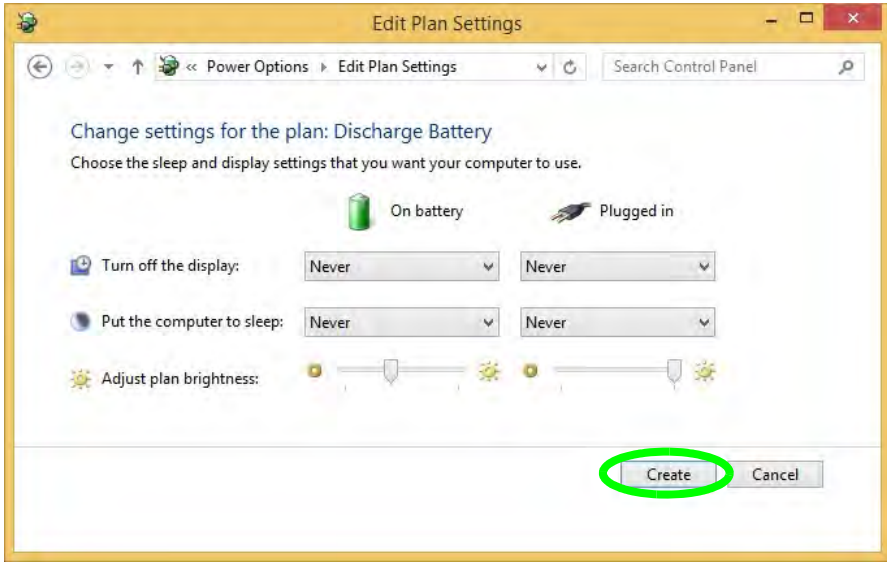 Edit Plan Settings
« Power Options Edit Plan Settings Search Control Panel
Change settings for the plan: Discharge Battery
Choose the sleep and display settings that you want your computer to use.
On battery Plugged in
Turn off the display: Never Never
Put the computer to sleep: Never Never
Adjust plan brightness:
Create Cancel